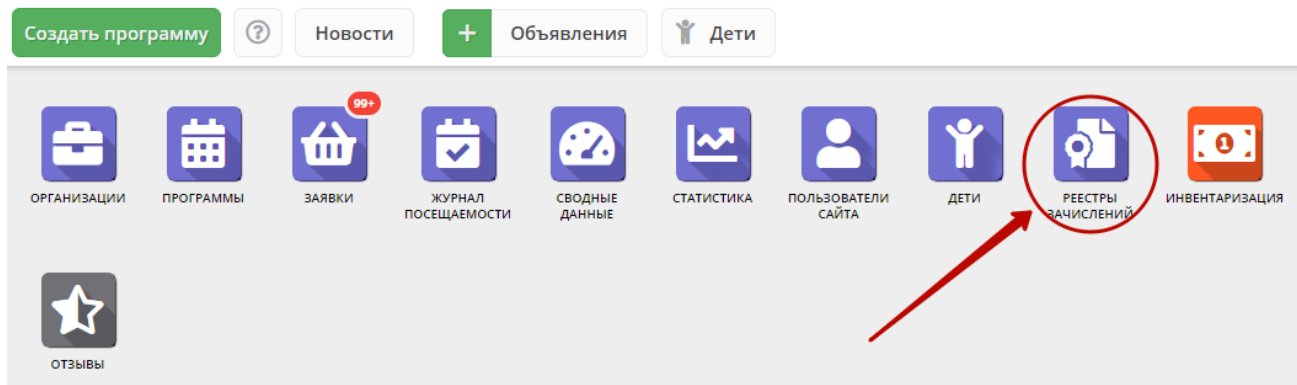 Создать программу
?
Новости
+ Объявления
Дети
99+
ОРГАНИЗАЦИИ
ПРОГРАММЫ
ЗАЯВКИ
ЖУРНАЛ
ПОСЕЩАЕМОСТИ
СВОДНЫЕ
ДАННЫЕ
СТАТИСТИКА
ПОЛЬЗОВАТЕЛИ
САЙТА
ДЕТИ
РЕЕСТРЫ
ЗАЧИСЛЕНИЙ
1
ИНВЕНТАРИЗАЦИЯ
ОТЗЫВЫ